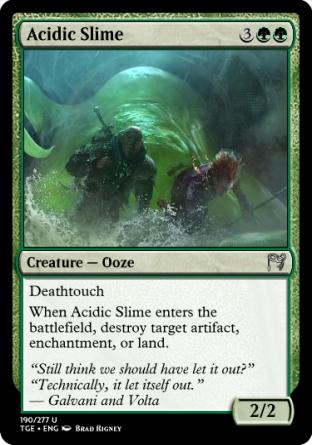 Acidic Slime 3
Creature — Ooze
Deathtouch
When Acidic Slime enters the
battlefield, destroy target artifact,
enchantment, or land.
“Still think we should have let it out?”
“Technically, it let itself out.”
— Galvani and Volta
2/2
190/277 U
TGE • ENG Brad Rigney